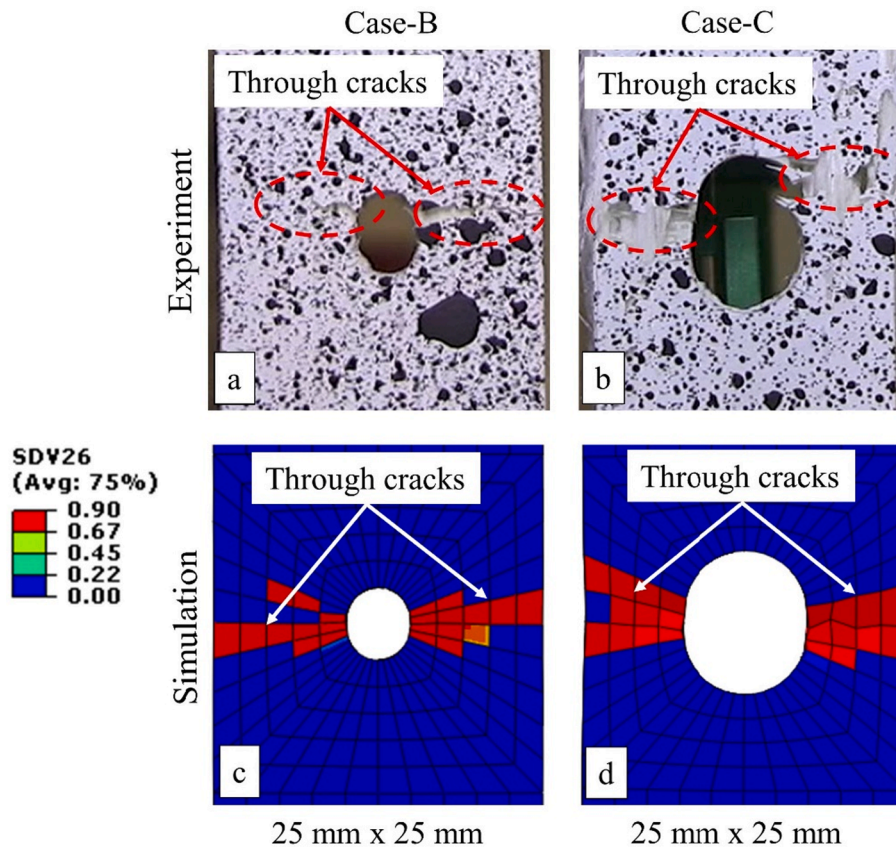 Case-B
Case-C
Experiment
Through cracks
Through cracks
a
b
SDV26
(Avg: 75%)
0.90
0.67
0.45
0.22
0.00
Simulation
Through cracks
Through cracks
c
d
25 mm x 25 mm
25 mm x 25 mm